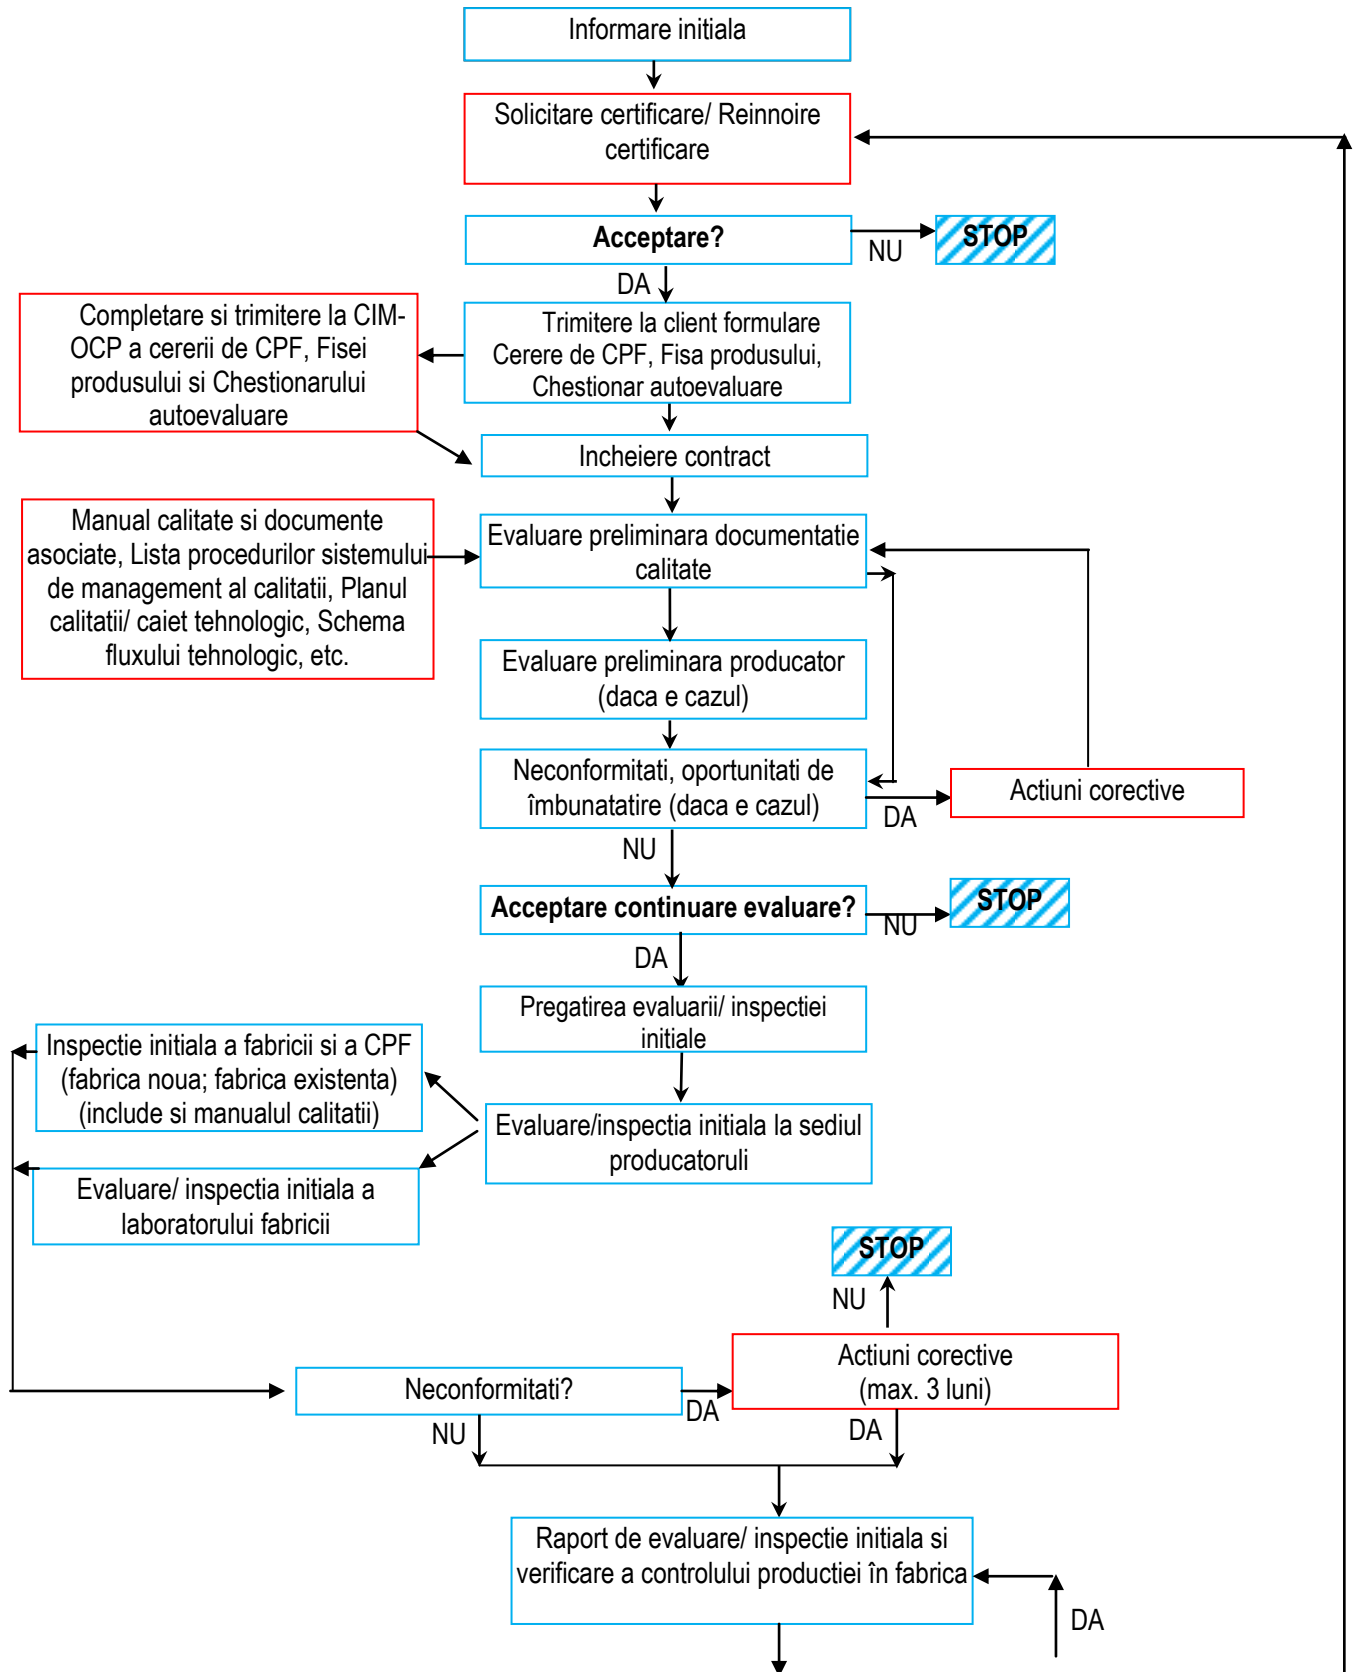 Informare initiala
Solicitare certificare/ Reinnoire
certificare
Acceptare?
NU
STOP
DA
Completare si trimitere la CIM-
OCP a cererii de CPF, Fisei
produsului si Chestionarului
autoevaluare
Trimitere la client formulare
Cerere de CPF, Fisa produsului,
Chestionar autoevaluare
Incheiere contract
Manual calitate si documente
asociate, Lista procedurilor sistemului
de management al calitatii, Planul
calitatii/ caiet tehnologic, Schema
fluxului tehnologic, etc.
Evaluare preliminara documentatie
calitate
Evaluare preliminara producator
(daca e cazul)
Neconformitati, oportunitati de
îmbunatatire (daca e cazul)
DA
Actiuni corective
NU
Acceptare continuare evaluare?
NU
STOP
DA
Pregatirea evaluarii/ inspectiei
initiale
Inspectie initiala a fabricii si a CPF
(fabrica noua; fabrica existenta)
(include si manualul calitatii)
Evaluare/inspectia initiala la sediul
producatoruli
Evaluare/ inspectia initiala a
laboratorului fabricii
STOP
NU
Actiuni corective
(max. 3 luni)
Neconformitati?
DA
NU
DA
Raport de evaluare/ inspectie initiala si
verificare a controlului productiei în fabrica
DA